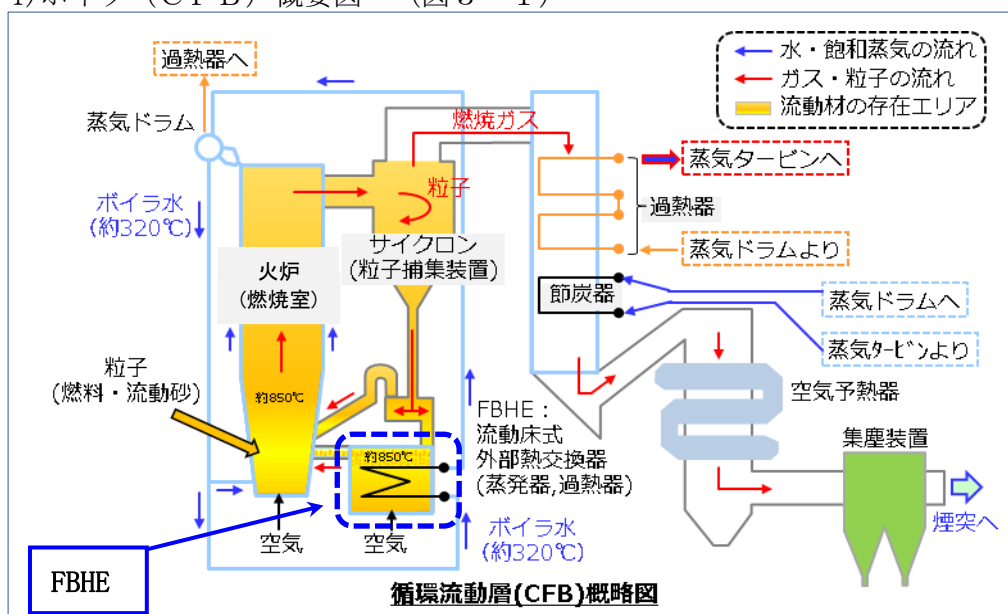 水・飽和蒸気の流れ
ガス・粒子の流れ
流動材の存在エリア
過熱器へ
蒸気ドラム
燃焼ガス
蒸気タービンへ
粒子
過熱器
ボイラ水
(約320℃)
サイクロン
(粒子捕集装置)
蒸気ドラムより
火炉
(燃焼室)
節炭器
蒸気ドラムへ
蒸気ﾀｰﾋﾞﾝより
粒子
(燃料・流動砂)
約850℃
空気予熱器
FBHE：
流動床式
外部熱交換器
(蒸発器,過熱器)
集塵装置
約850℃
煙突へ
空気
空気
ボイラ水
(約320℃)
FBHE
循環流動層(CFB)概略図